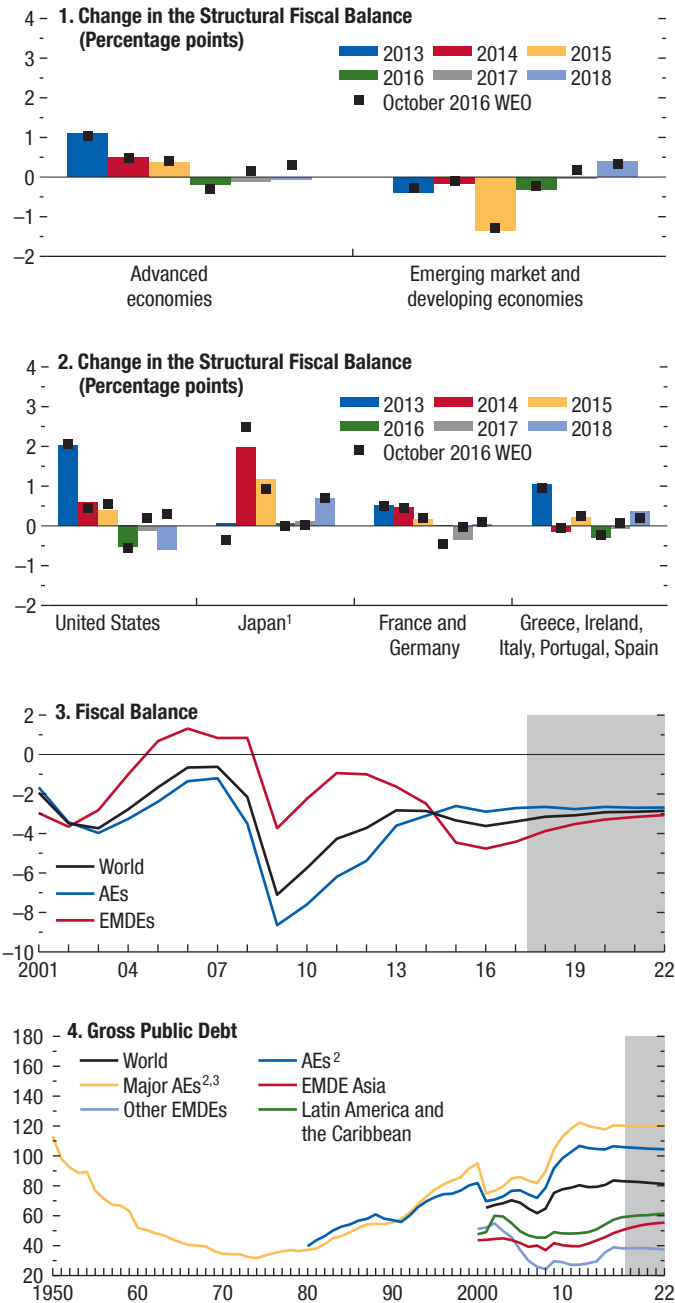 1. Change in the Structural Fiscal Balance
(Percentage points)
2013 2014 2015
2016 2017 2018
October 2016 WEO
4
3
2
1
0
–1
–2
Advanced economies
Emerging market and developing economies
2. Change in the Structural Fiscal Balance
(Percentage points)
2013 2014 2015
2016 2017 2018
October 2016 WEO
4
3
2
1
0
–1
–2
United States
Japan¹
France and Germany
Greece, Ireland, Italy, Portugal, Spain
3. Fiscal Balance
2
0
–2
–4
–6
–8
–10
World
AEs
EMDEs
2001 04 07 10 13 16 19 22
4. Gross Public Debt
World AEs²
Major AEs²,³ EMDE Asia
Other EMDEs Latin America and
the Caribbean
180
160
140
120
100
80
60
40
20
1950 60 70 80 90 2000 10 22